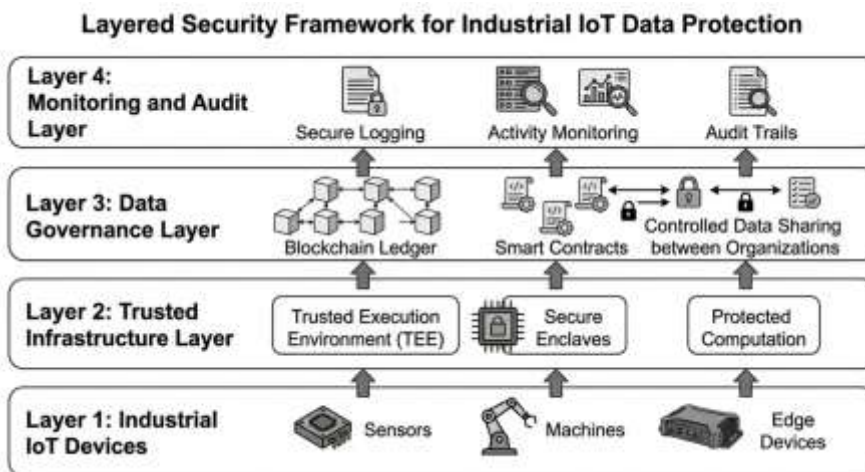 Layered Security Framework for Industrial IoT Data Protection
Layer 4:
Monitoring and Audit
Layer
Secure Logging
Activity Monitoring
Audit Trails
Layer 3: Data
Governance Layer
Blockchain Ledger
Smart Contracts
Controlled Data Sharing
between Organizations
Layer 2: Trusted
Infrastructure Layer
Trusted Execution
Environment (TEE)
Secure
Enclaves
Protected
Computation
Layer 1: Industrial
IoT Devices
Sensors
Machines
Edge
Devices